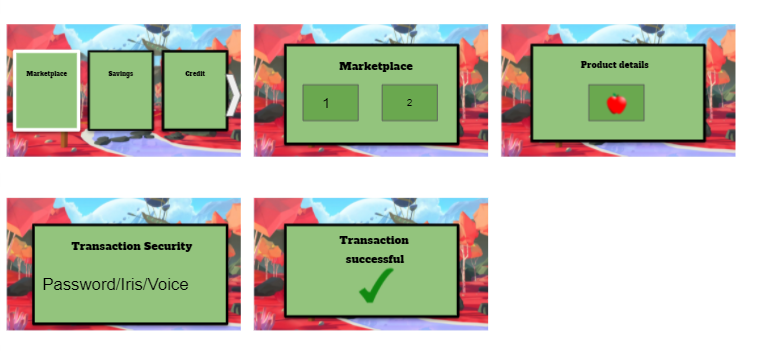 Marketplace
Savings
Credit
Marketplace
1
2
Product details
Transaction Security
Password/Iris/Voice
Transaction
successful